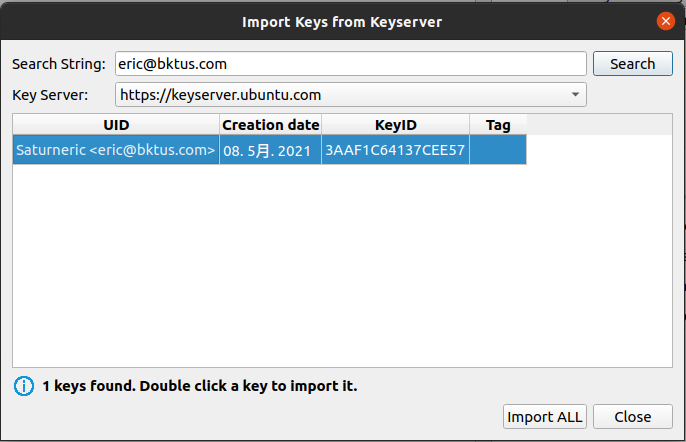 Import Keys from Keyserver
Search String: eric@bktus.com Search
Key Server: https://keyserver.ubuntu.com
UID Creation date KeyID Tag
Saturneric <eric@bktus.com> 08. 5月. 2021 3AAF1C64137CEE57
1 keys found. Double click a key to import it.
Import ALL Close